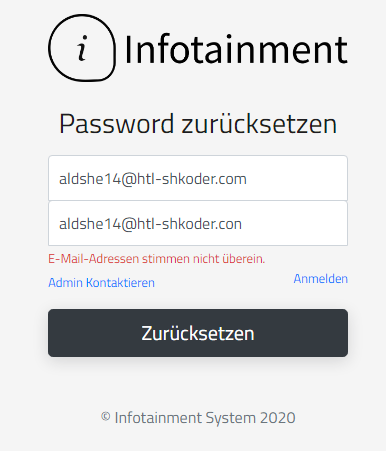 i Infotainment
Password zurücksetzen
aldshe14@htl-shkoder.com
aldshe14@htl-shkoder.con
E-Mail-Adressen stimmen nicht überein.
Admin Kontaktieren Anmelden
Zurücksetzen
© Infotainment System 2020